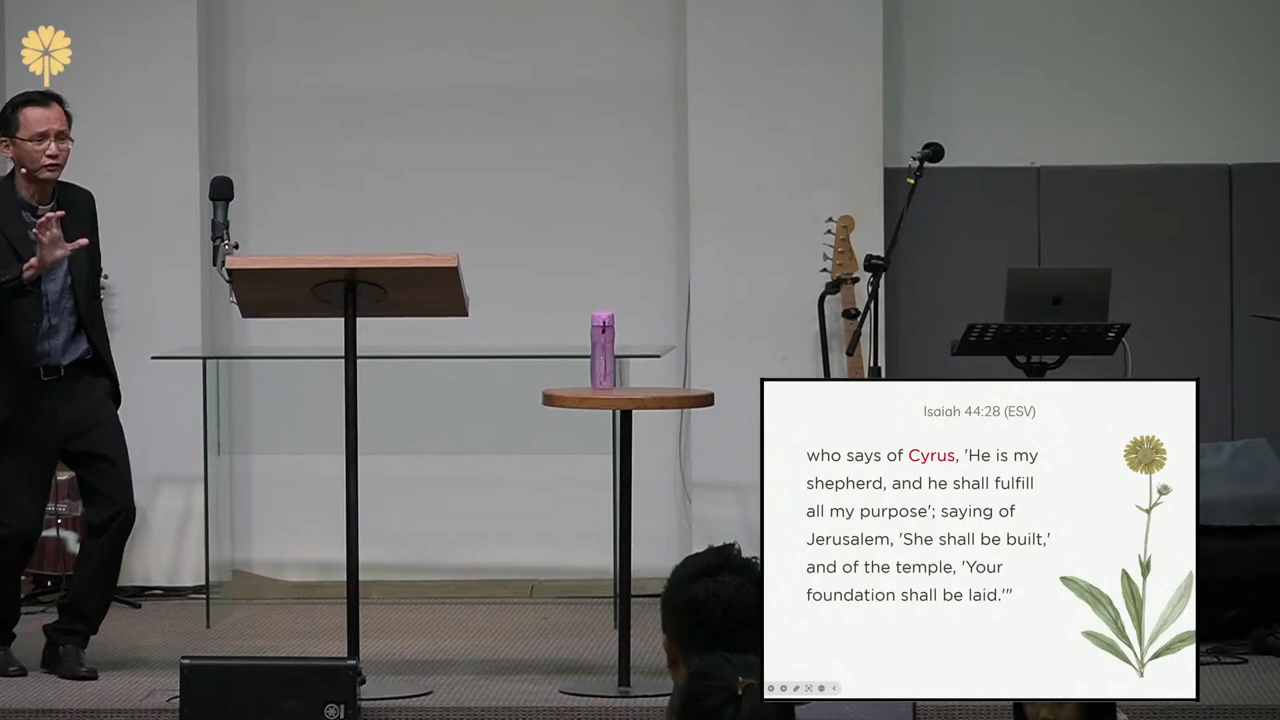 Isaiah 44:28 (ESV)
who says of Cyrus, 'He is my
shepherd, and he shall fulfill
all my purpose'; saying of
Jerusalem, 'She shall be built,'
and of the temple, 'Your
foundation shall be laid.'"